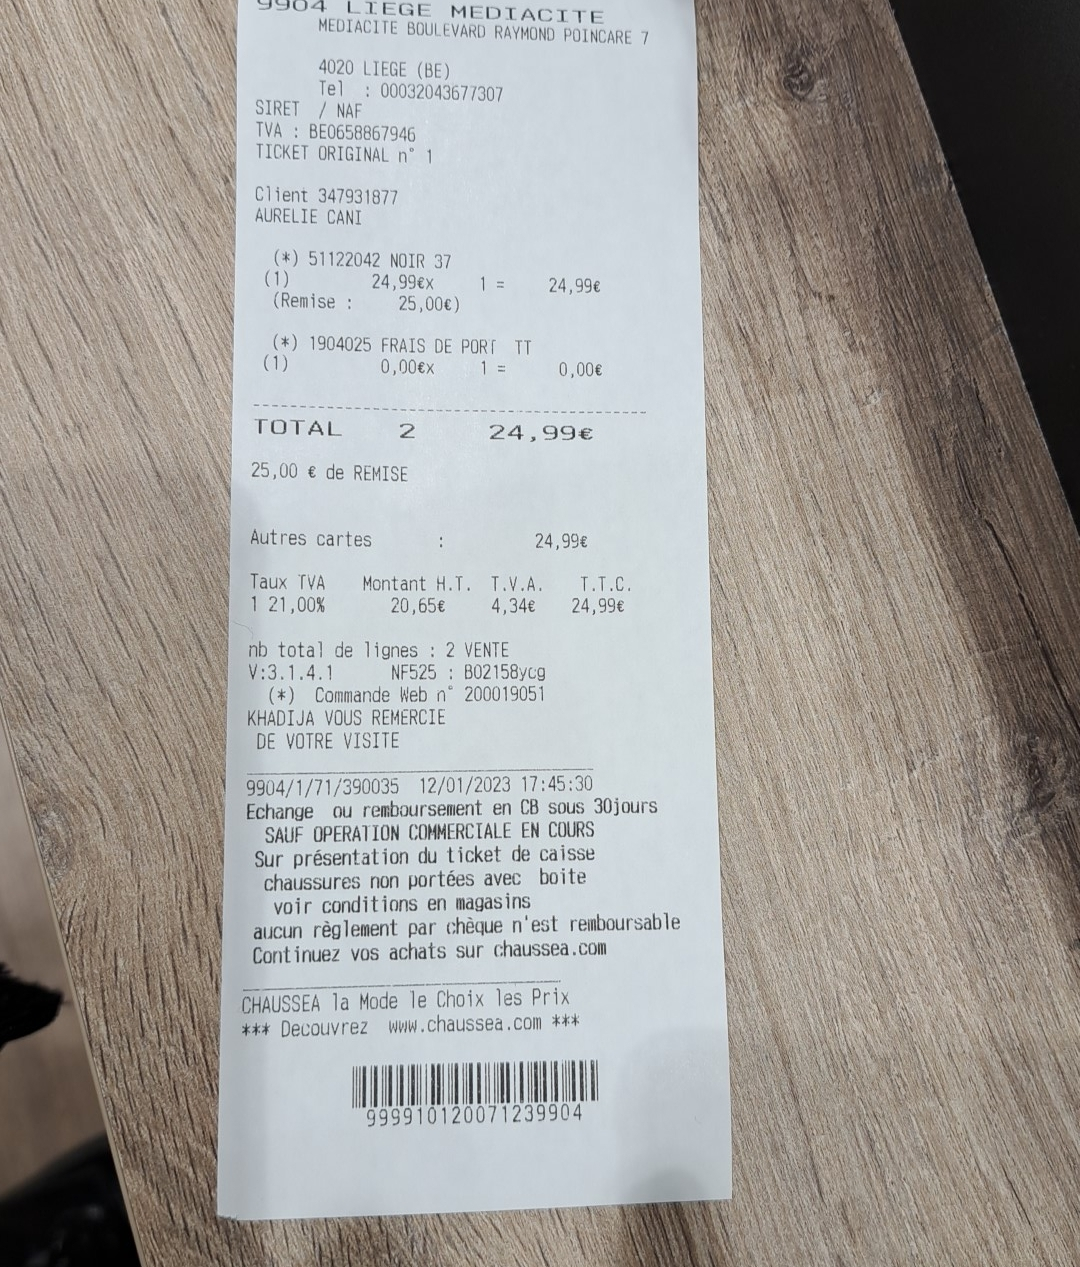 9904 LIEGE MEDIACITE
MEDIACITE BOULEVARD RAYMOND POINCARE 7
4020 LIEGE (BE)
Tel : 00032043677307
SIRET / NAF
TVA : BE0658867946
TICKET ORIGINAL n° 1
Client 347931877
AURELIE CANI
(*) 51122042 NOIR 37
(1) 24,99€x 1 = 24,99€
(Remise : 25,00€)
(*) 1904025 FRAIS DE PORT TT
(1) 0,00€x 1 = 0,00€
TOTAL 2 24,99€
25,00 € de REMISE
Autres cartes : 24,99€
Taux TVA Montant H.T. T.V.A. T.T.C.
1 21,00% 20,65€ 4,34€ 24,99€
nb total de lignes : 2 VENTE
V:3.1.4.1 NF525 : B02158ycg
(*) Commande Web n° 200019051
KHADIJA VOUS REMERCIE
DE VOTRE VISITE
9904/1/71/390035 12/01/2023 17:45:30
Echange ou remboursement en CB sous 30jours
SAUF OPERATION COMMERCIALE EN COURS
Sur présentation du ticket de caisse
chaussures non portées avec boite
voir conditions en magasins
aucun règlement par chèque n'est remboursable
Continuez vos achats sur chaussea.com
CHAUSSEA la Mode le Choix les Prix
*** Decouvrez www.chaussea.com ***
999910120071239904